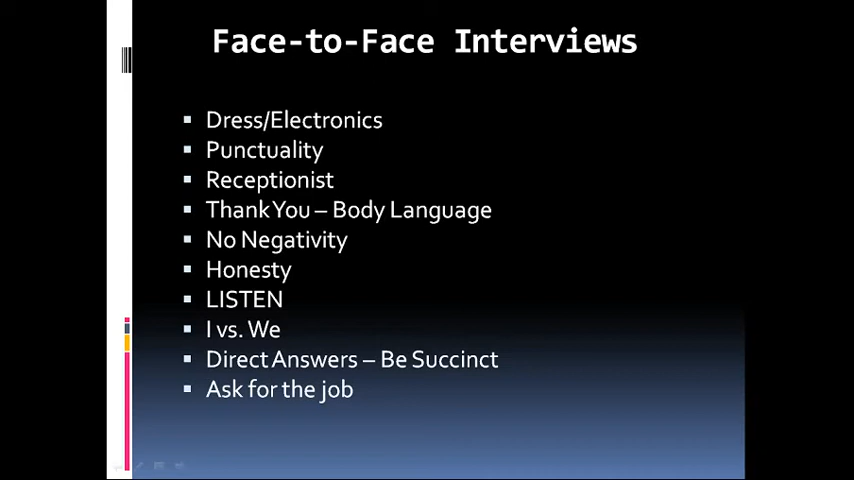 Face-to-Face Interviews
Dress/Electronics
Punctuality
Receptionist
Thank You – Body Language
No Negativity
Honesty
LISTEN
I vs. We
Direct Answers – Be Succinct
Ask for the job